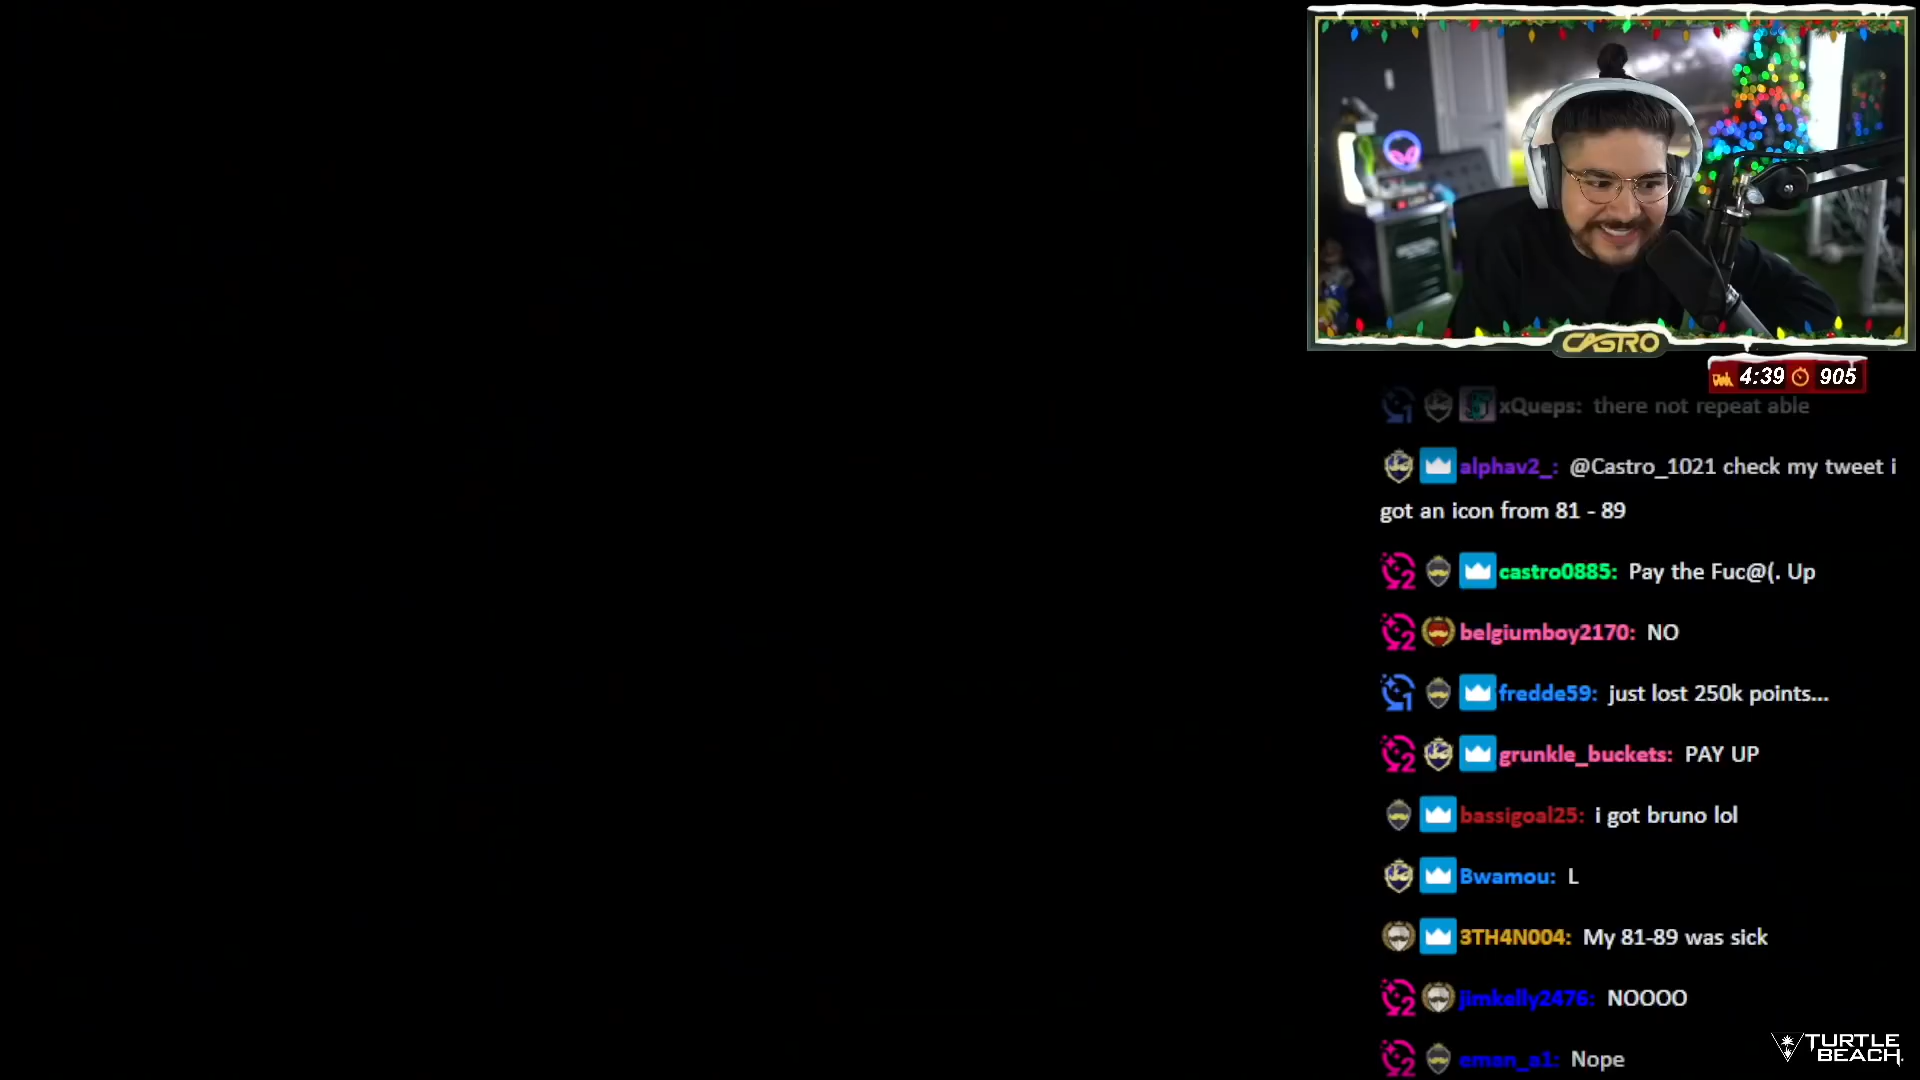 CASTRO
4:39 905
xQueps: there not repeat able
alphav2_: @Castro_1021 check my tweet i
got an icon from 81 - 89
castro0885: Pay the Fuc@(. Up
belgiumboy2170: NO
fredde59: just lost 250k points...
grunkle_buckets: PAY UP
bassigoal25: i got bruno lol
Bwamou: L
3TH4N004: My 81-89 was sick
jimkelly2476: NOOOO
eman_a1: Nope
TURTLE
BEACH